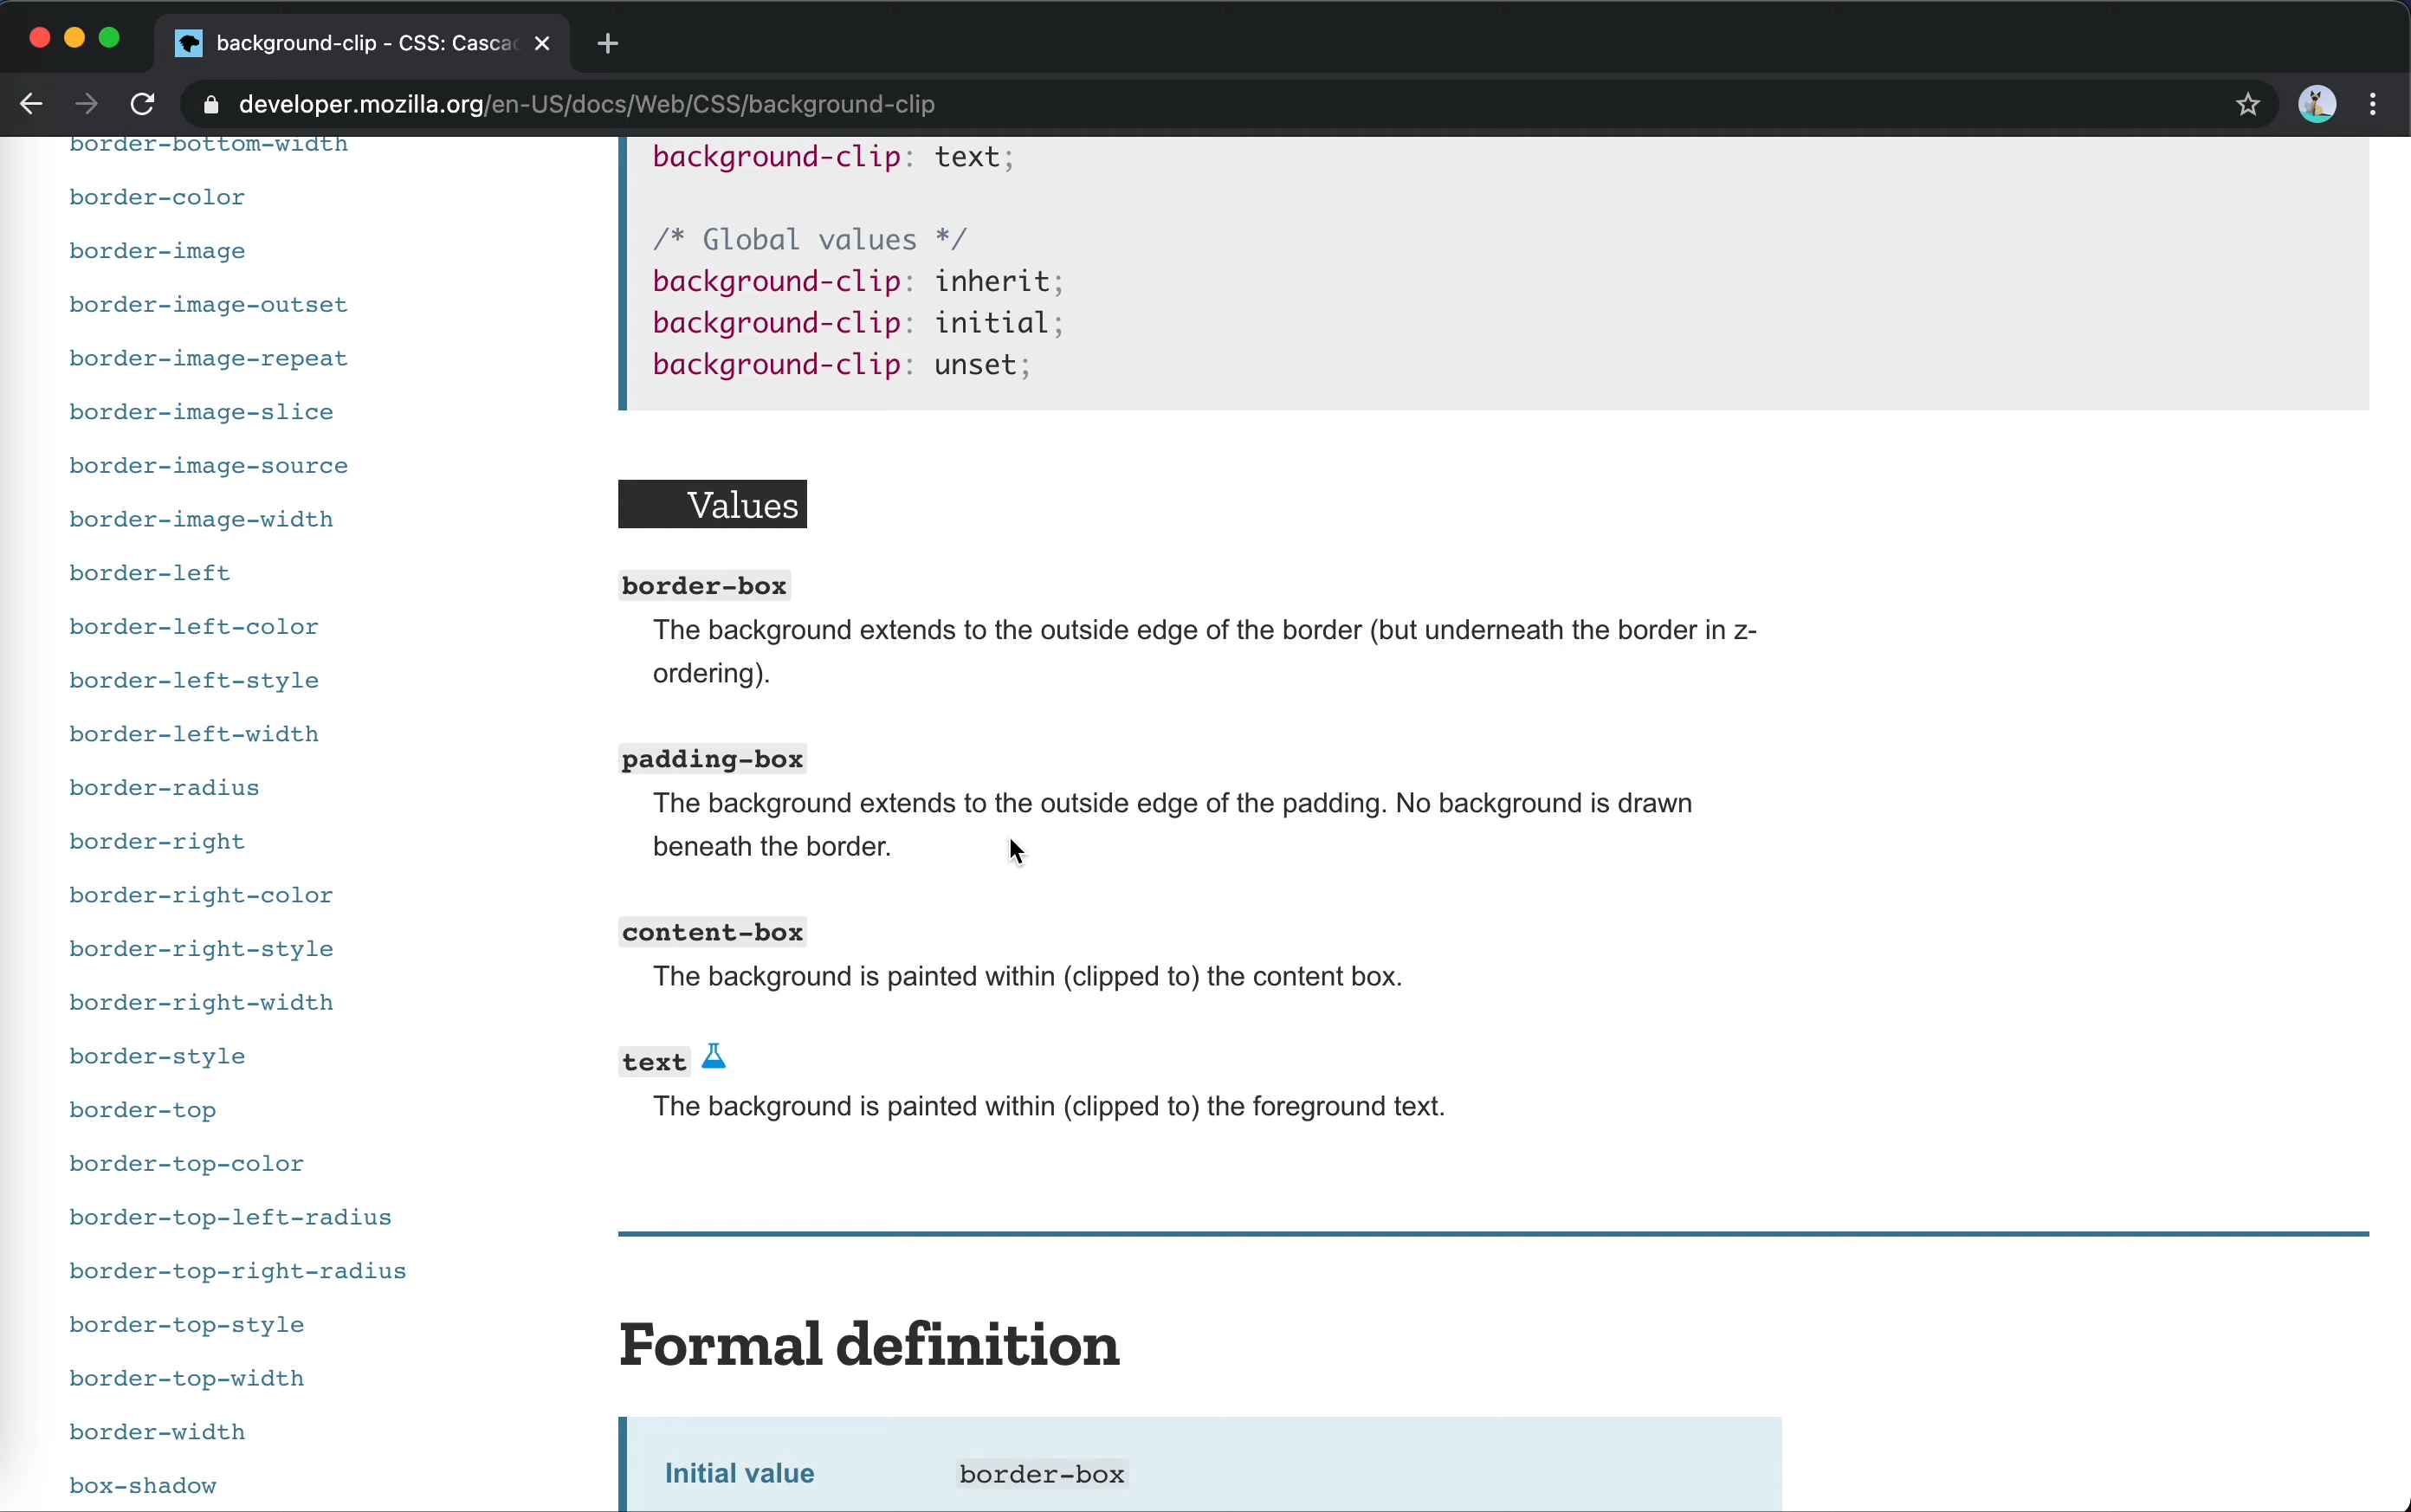 background-clip - CSS: Casca
developer.mozilla.org/en-US/docs/Web/CSS/background-clip
border-bottom-width
border-color
border-image
border-image-outset
border-image-repeat
border-image-slice
border-image-source
border-image-width
border-left
border-left-color
border-left-style
border-left-width
border-radius
border-right
border-right-color
border-right-style
border-right-width
border-style
border-top
border-top-color
border-top-left-radius
border-top-right-radius
border-top-style
border-top-width
border-width
box-shadow
background-clip: text;
/* Global values */
background-clip: inherit;
background-clip: initial;
background-clip: unset;
Values
border-box
The background extends to the outside edge of the border (but underneath the border in z-
ordering).
padding-box
The background extends to the outside edge of the padding. No background is drawn
beneath the border.
content-box
The background is painted within (clipped to) the content box.
text
The background is painted within (clipped to) the foreground text.
Formal definition
Initial value border-box